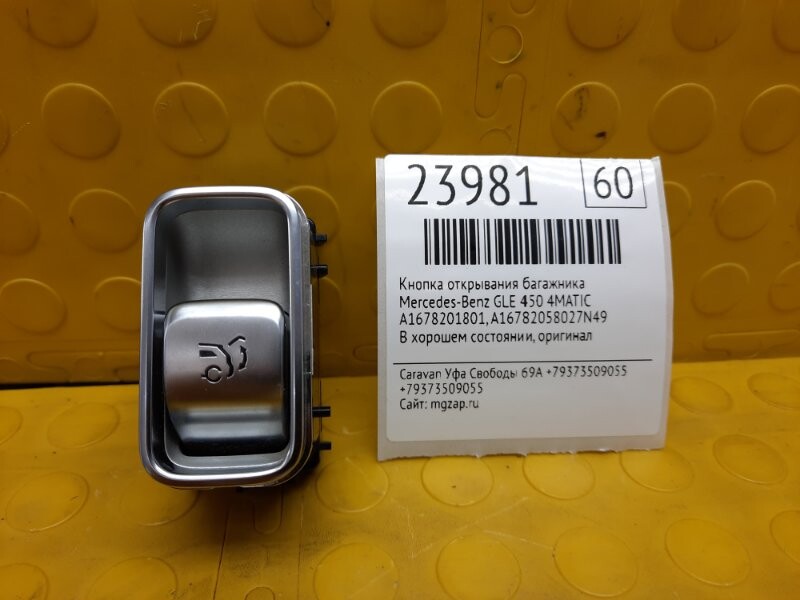 23981 60
Кнопка открывания багажника
Mercedes-Benz GLE 450 4MATIC
A1678201801, A16782058027N49
В хорошем состоянии, оригинал
Caravan Уфа Свободы 69А +79373509055
+79373509055
Сайт: mgzap.ru